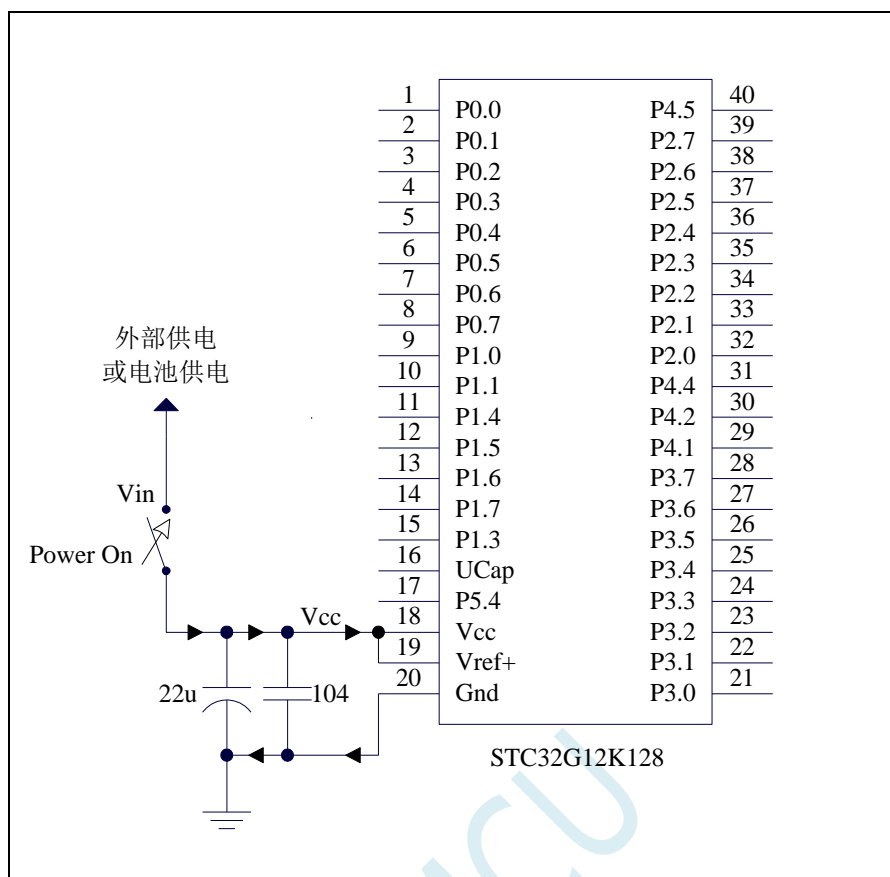 1 P0.0 P4.5 40
2 P0.1 P2.7 39
3 P0.2 P2.6 38
4 P0.3 P2.5 37
5 P0.4 P2.4 36
6 P0.5 P2.3 35
7 P0.6 P2.2 34
8 P0.7 P2.1 33
9 P1.0 P2.0 32
10 P1.1 P4.4 31
11 P1.4 P4.2 30
12 P1.5 P4.1 29
13 P1.6 P3.7 28
14 P1.7 P3.6 27
15 P1.3 P3.5 26
16 UCap P3.4 25
17 P5.4 P3.3 24
18 Vcc P3.2 23
19 Vref+ P3.1 22
20 Gnd P3.0 21
外部供电
或电池供电
Vin
Power On
Vcc
22u
104
STC32G12K128
MCU